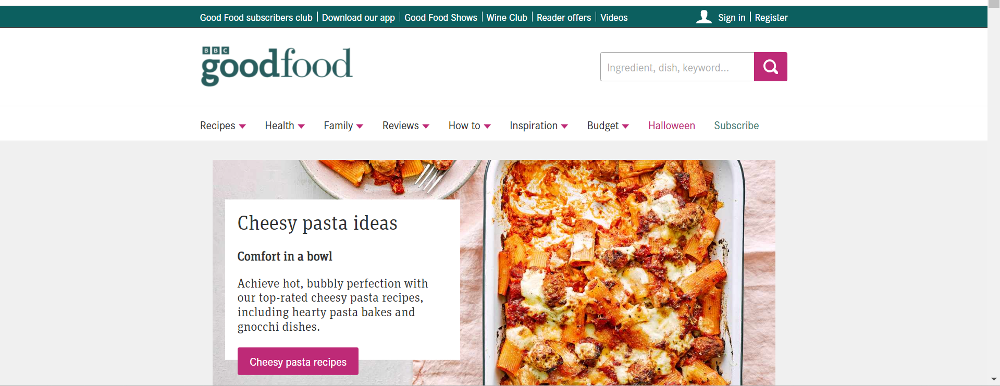 Good Food subscribers club Download our app Good Food Shows Wine Club Reader offers Videos Sign in Register
BBC
goodfood
Ingredient, dish, keyword...
Recipes Health Family Reviews How to Inspiration Budget Halloween Subscribe
Cheesy pasta ideas
Comfort in a bowl
Achieve hot, bubbly perfection with
our top-rated cheesy pasta recipes,
including hearty pasta bakes and
gnocchi dishes.
Cheesy pasta recipes